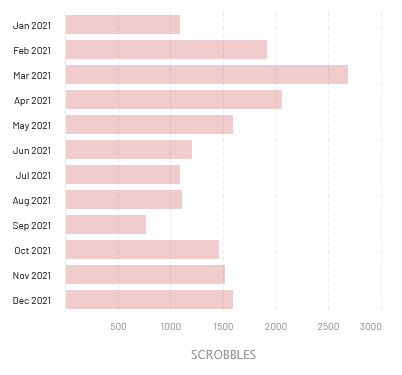 Jan 2021
Feb 2021
Mar 2021
Apr 2021
May 2021
Jun 2021
Jul 2021
Aug 2021
Sep 2021
Oct 2021
Nov 2021
Dec 2021
500 1000 1500 2000 2500 3000
SCROBBLES